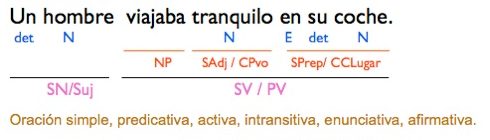 Un hombre viajaba tranquilo en su coche.
det N N E det N
NP SAdj / CPvo SPrep/ CCLugar
SN/Suj SV / PV
Oración simple, predicativa, activa, intransitiva, enunciativa, afirmativa.